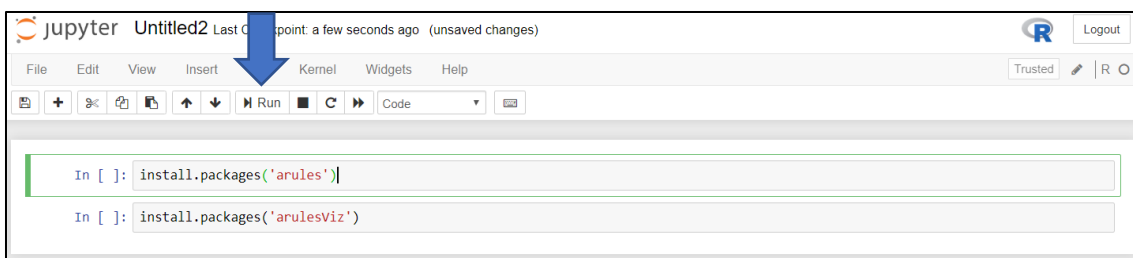 jupyter Untitled2 Last point: a few seconds ago (unsaved changes) R Logout
File Edit View Insert Kernel Widgets Help Trusted R
Run Code
In [ ]: install.packages('arules')
In [ ]: install.packages('arulesViz')